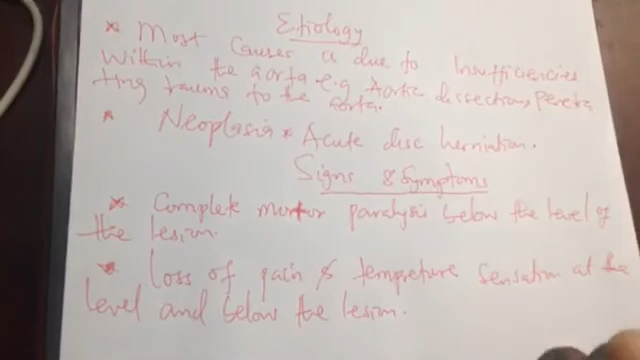 Etiology
* Most causes is due to Insufficiencies
Within the aorta e.g Aortic dissection, Penetra
ting trauma to the aorta.
* Neoplasia * Acute disc herniation.
Signs & Symptoms
* Complete mortor paralysis below the level of
the lesion.
* Loss of pain & tempreture sensation at the
level and below the lesion.